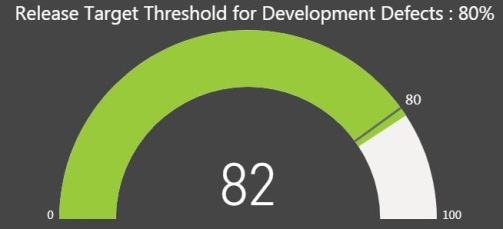 Release Target Threshold for Development Defects : 80%
80
82
0
100